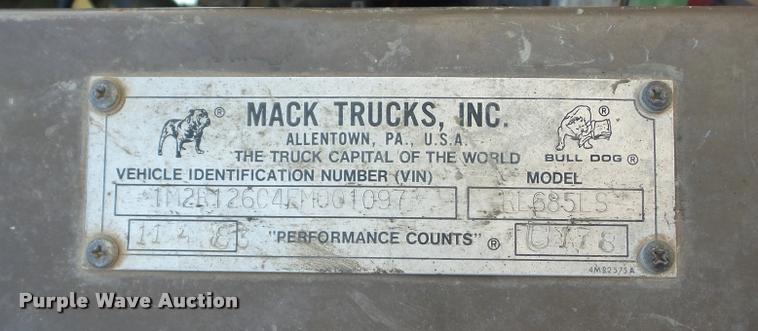 MACK TRUCKS, INC.
ALLENTOWN, PA., U.S.A.
THE TRUCK CAPITAL OF THE WORLD
BULL DOG ®
VEHICLE IDENTIFICATION NUMBER (VIN)
MODEL
"PERFORMANCE COUNTS" ®
4MR2575A
Purple Wave Auction